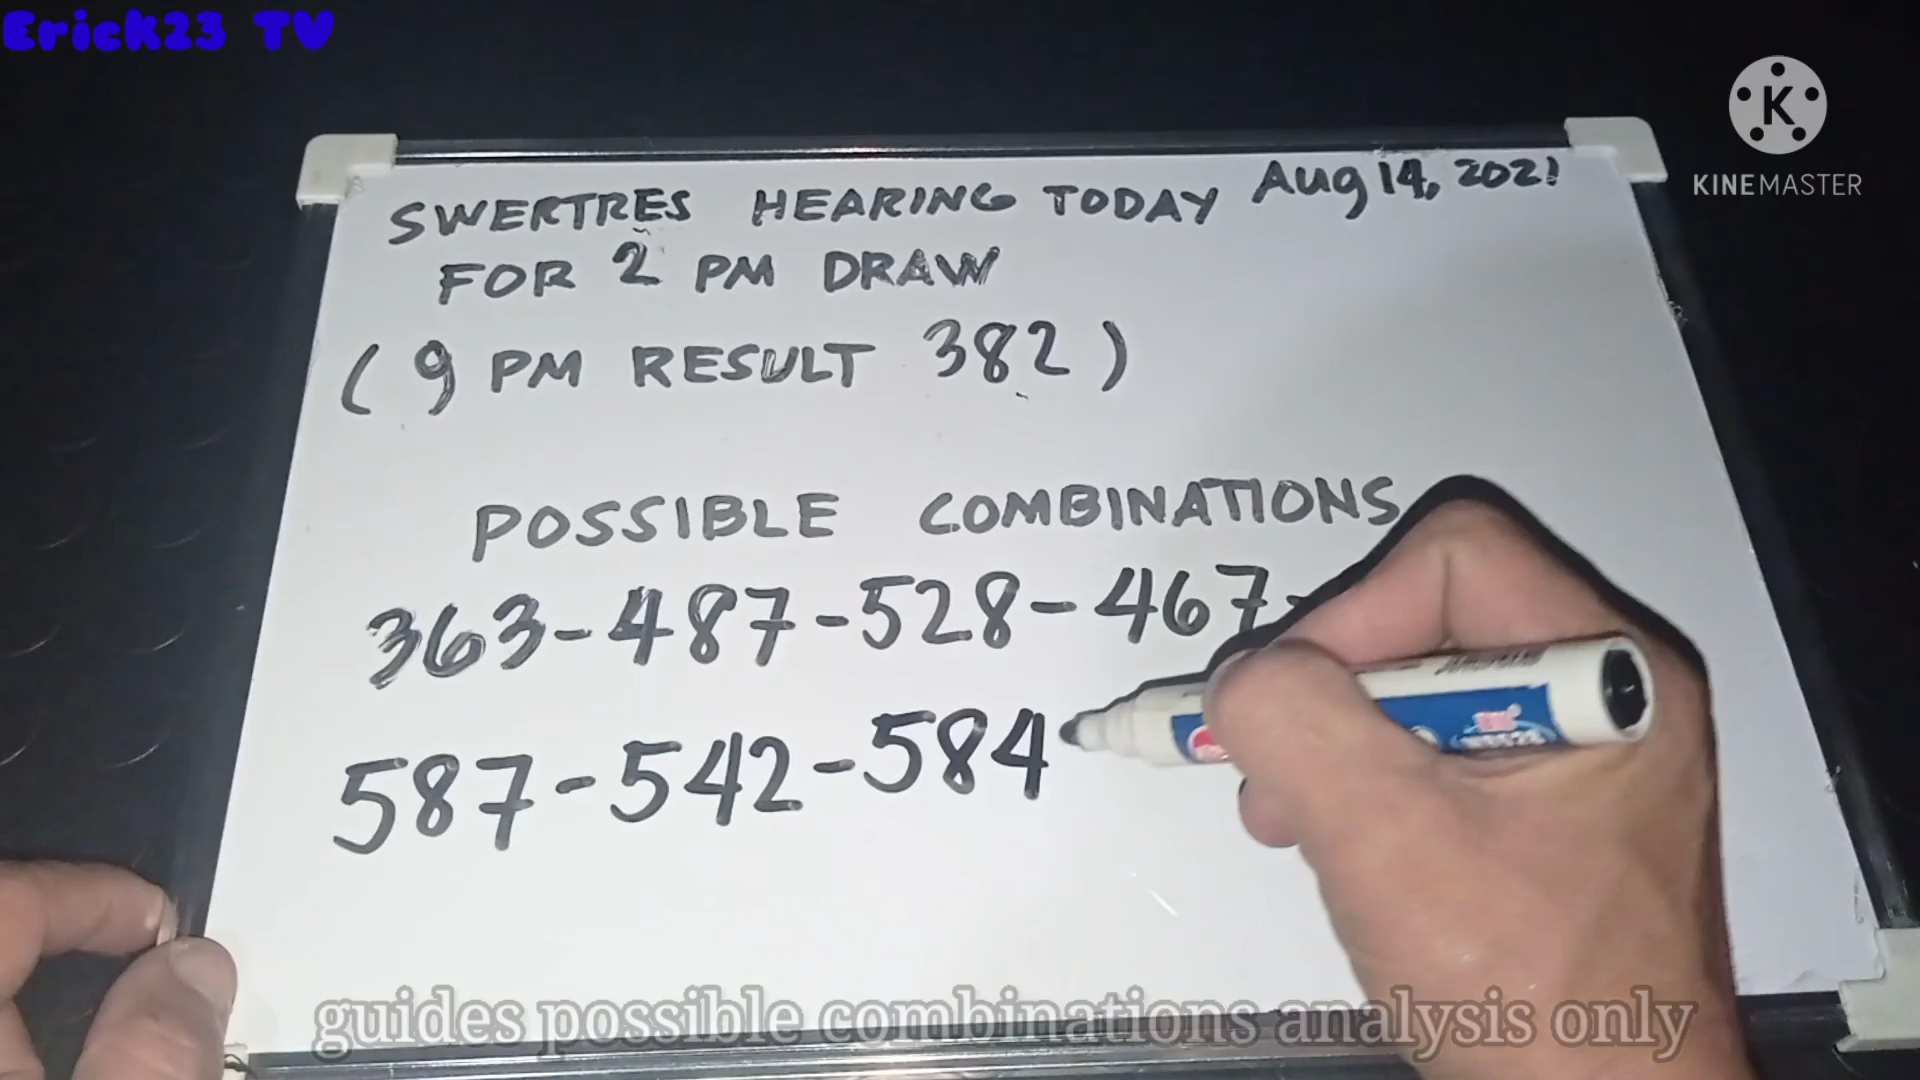 Erick23 TV
K
KINEMASTER
SWERTRES HEARING TODAY Aug 14, 2021
FOR 2 PM DRAW
( 9 PM RESULT 382 )
POSSIBLE COMBINATIONS
363-487-528-467-
587-542-584
guides possible combinations analysis only